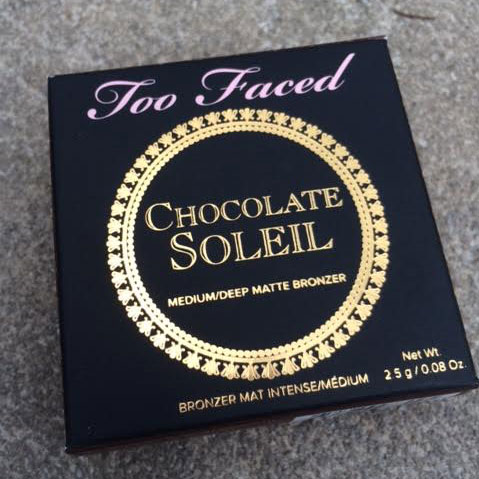 Too Faced
CHOCOLATE
SOLEIL
MEDIUM/DEEP MATTE BRONZER
Net Wt.
2.5 g / 0.08 Oz.
BRONZER MAT INTENSE/MÉDIUM